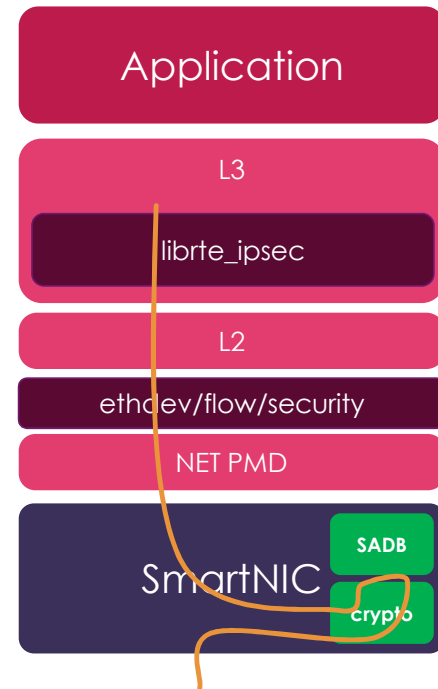 Application
L3
librte_ipsec
L2
ethdev/flow/security
NET PMD
SADB
SmartNIC
crypto